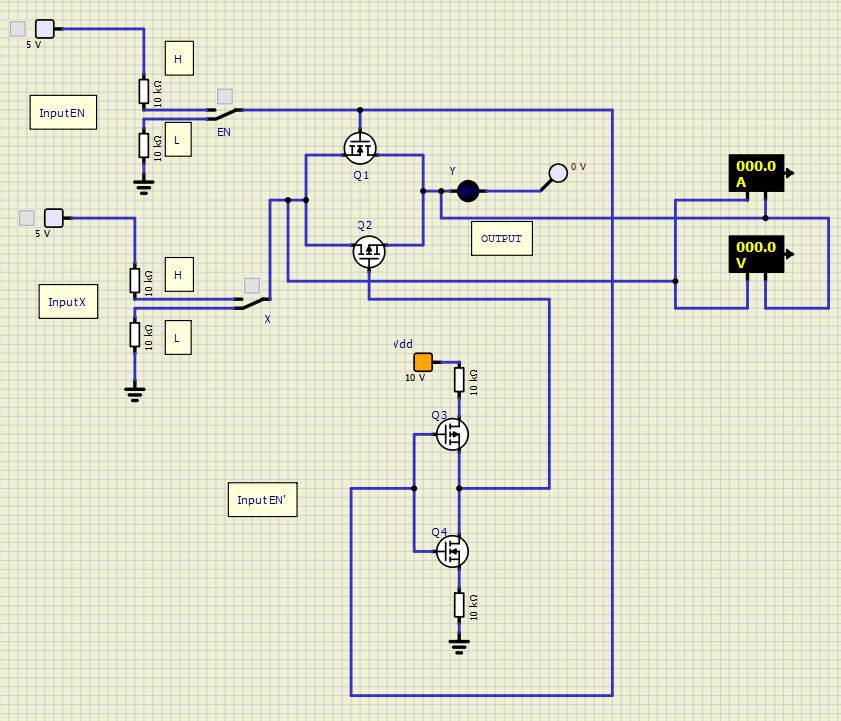 5 V
H
10 kΩ
InputEN
L
10 kΩ
EN
Q1
Y
0 V
000.0
A
5 V
Q2
OUTPUT
000.0
V
H
10 kΩ
InputX
L
10 kΩ
X
Vdd
10 V
10 kΩ
Q3
InputEN'
Q4
10 kΩ